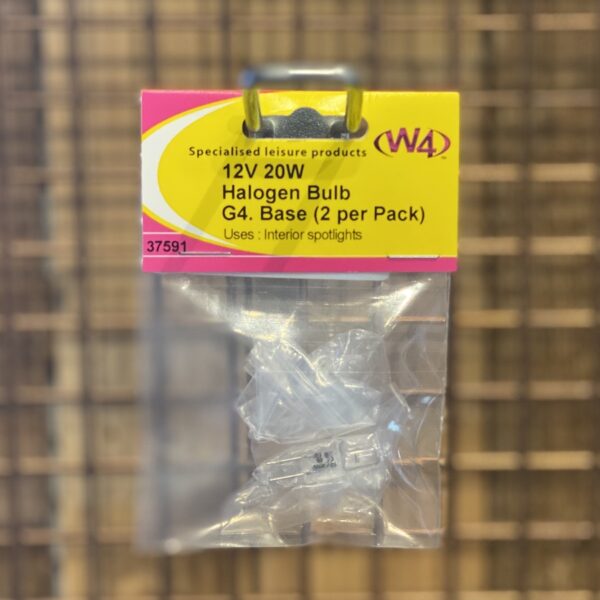 W4
Specialised leisure products
12V 20W
Halogen Bulb
G4. Base (2 per Pack)
Uses : Interior spotlights
37591